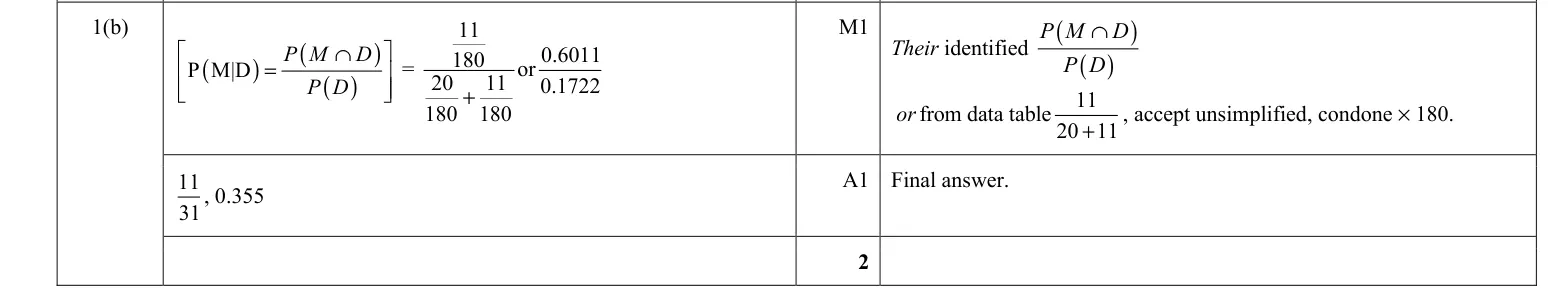 1(b)
[P(M|D) = P(M ∩ D) / P(D)] = (11/180) / (20/180 + 11/180) or 0.6011/0.1722
M1
Their identified P(M ∩ D) / P(D)
or from data table 11/(20+11), accept unsimplified, condone × 180.
11/31, 0.355
A1
Final answer.
2